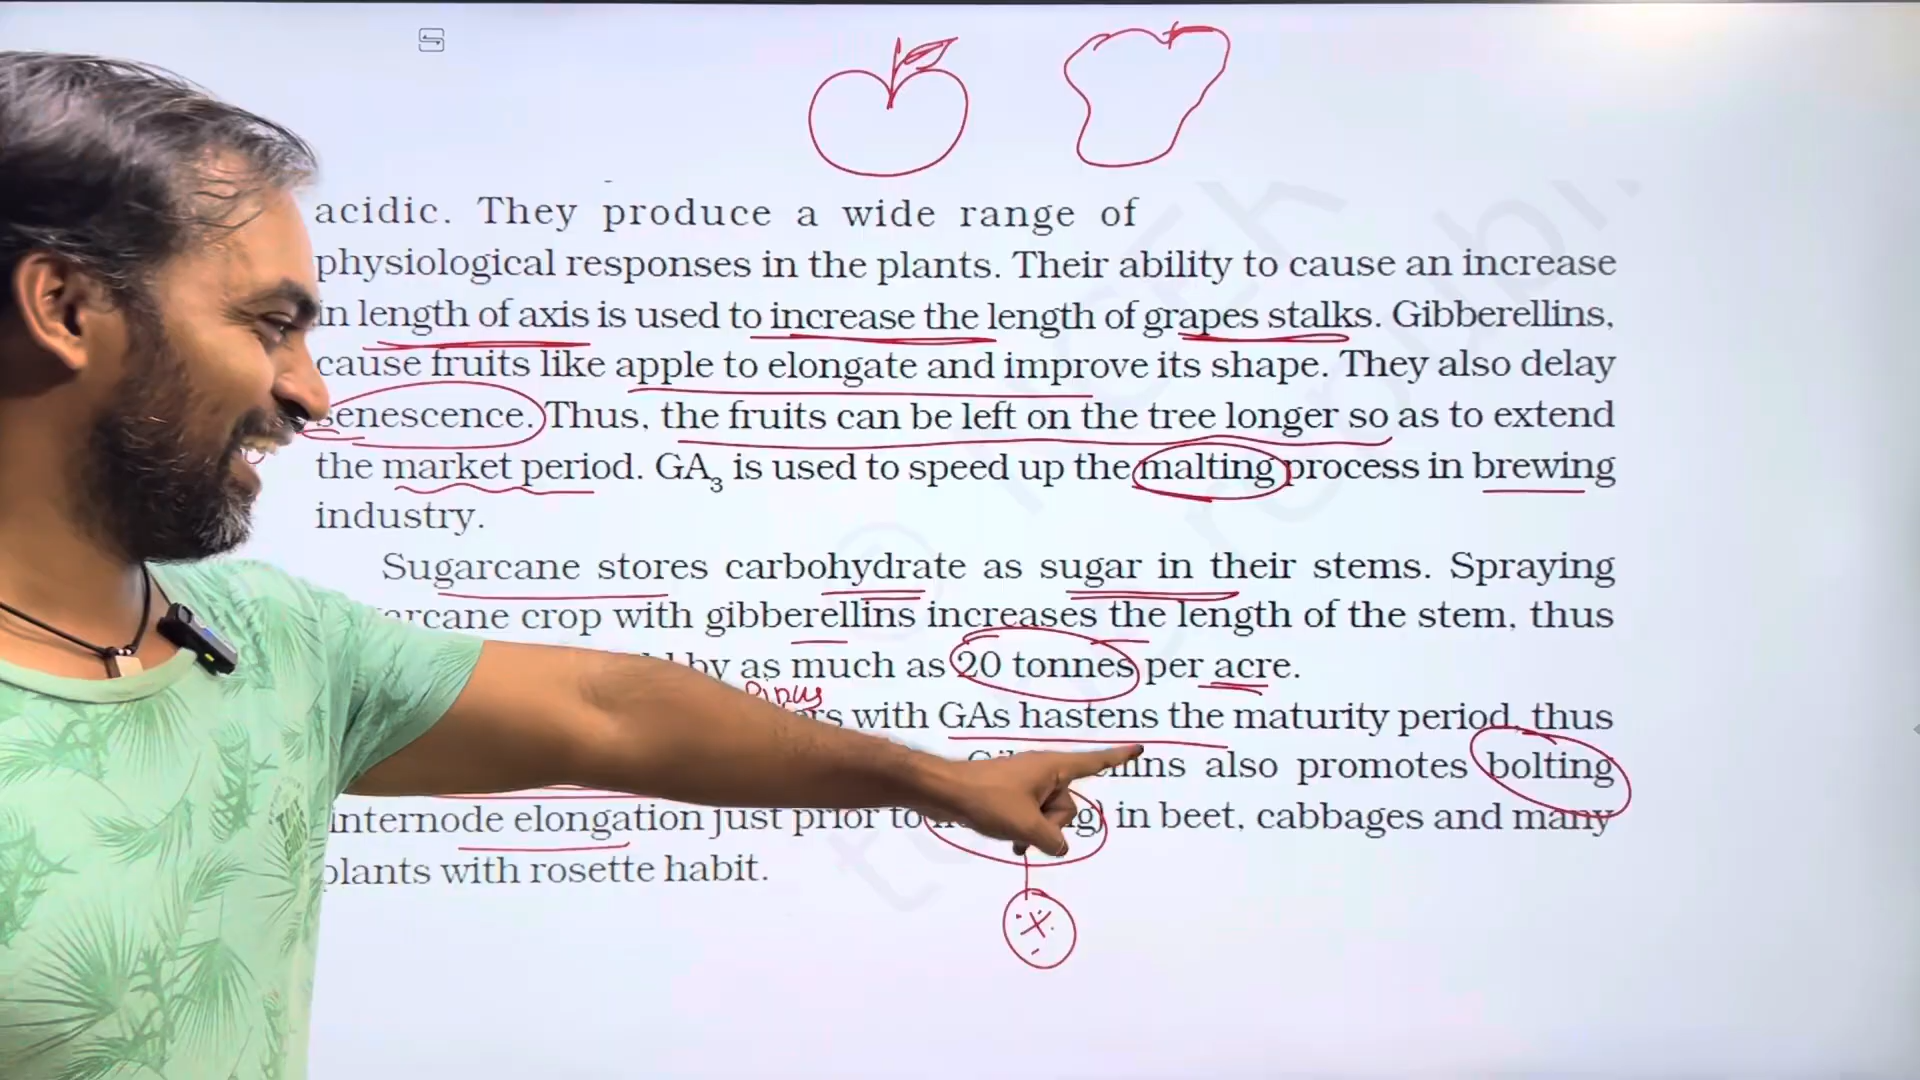 acidic. They produce a wide range of
physiological responses in the plants. Their ability to cause an increase
in length of axis is used to increase the length of grapes stalks. Gibberellins,
cause fruits like apple to elongate and improve its shape. They also delay
senescence. Thus, the fruits can be left on the tree longer so as to extend
the market period. GA₃ is used to speed up the malting process in brewing
industry.
Sugarcane stores carbohydrate as sugar in their stems. Spraying
crop with gibberellins increases the length of the stem, thus
by as much as 20 tonnes per acre.
Pinus
with GAs hastens the maturity period, thus
also promotes bolting
internode elongation just prior to in beet, cabbages and many
plants with rosette habit.